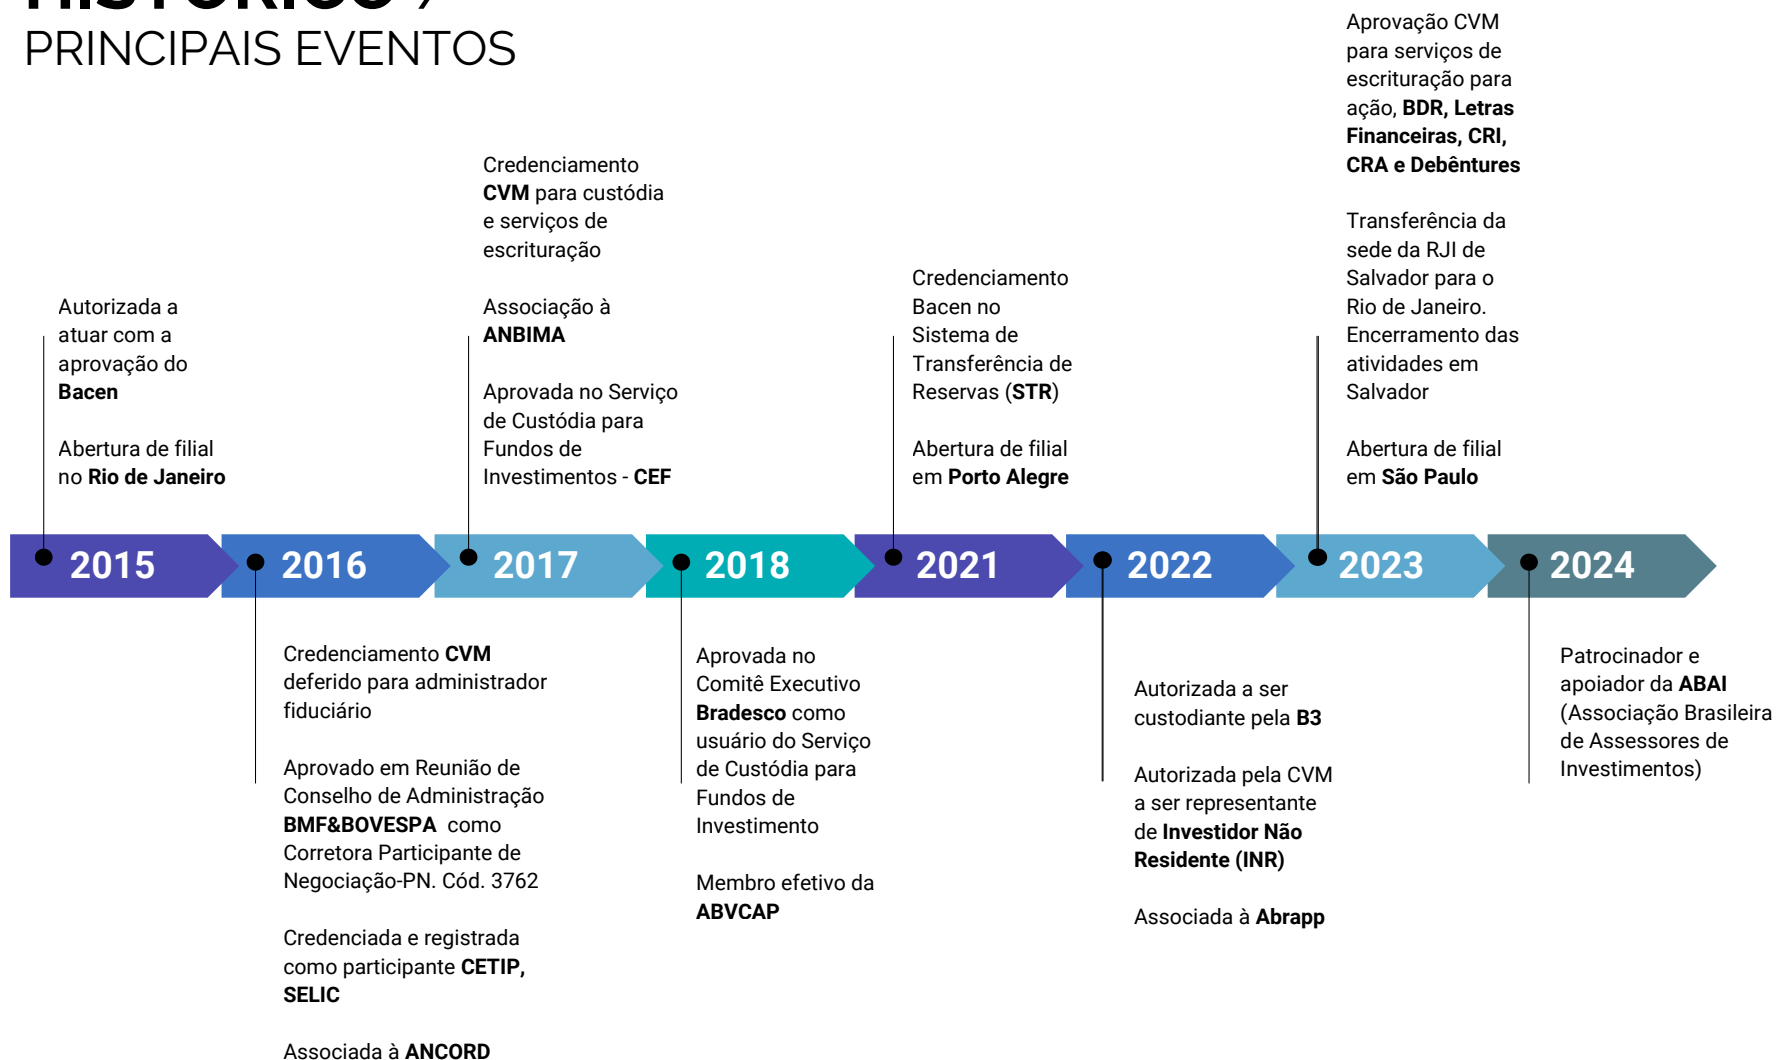 HISTÓRICO /
PRINCIPAIS EVENTOS
Autorizada a
atuar com a
aprovação do
Bacen
Abertura de filial
no Rio de Janeiro
Credenciamento
CVM para custódia
e serviços de
escrituração
Associação à
ANBIMA
Aprovada no Serviço
de Custódia para
Fundos de
Investimentos - CEF
Credenciamento
Bacen no
Sistema de
Transferência de
Reservas (STR)
Abertura de filial
em Porto Alegre
Aprovação CVM
para serviços de
escrituração para
ação, BDR, Letras
Financeiras, CRI,
CRA e Debêntures
Transferência da
sede da RJI de
Salvador para o
Rio de Janeiro.
Encerramento das
atividades em
Salvador
Abertura de filial
em São Paulo
2015
2016
2017
2018
2021
2022
2023
2024
Credenciamento CVM
deferido para administrador
fiduciário
Aprovado em Reunião de
Conselho de Administração
BMF&BOVESPA como
Corretora Participante de
Negociação-PN. Cód. 3762
Credenciada e registrada
como participante CETIP,
SELIC
Associada à ANCORD
Aprovada no
Comitê Executivo
Bradesco como
usuário do Serviço
de Custódia para
Fundos de
Investimento
Membro efetivo da
ABVCAP
Autorizada a ser
custodiante pela B3
Autorizada pela CVM
a ser representante
de Investidor Não
Residente (INR)
Associada à Abrapp
Patrocinador e
apoiador da ABAI
(Associação Brasileira
de Assessores de
Investimentos)